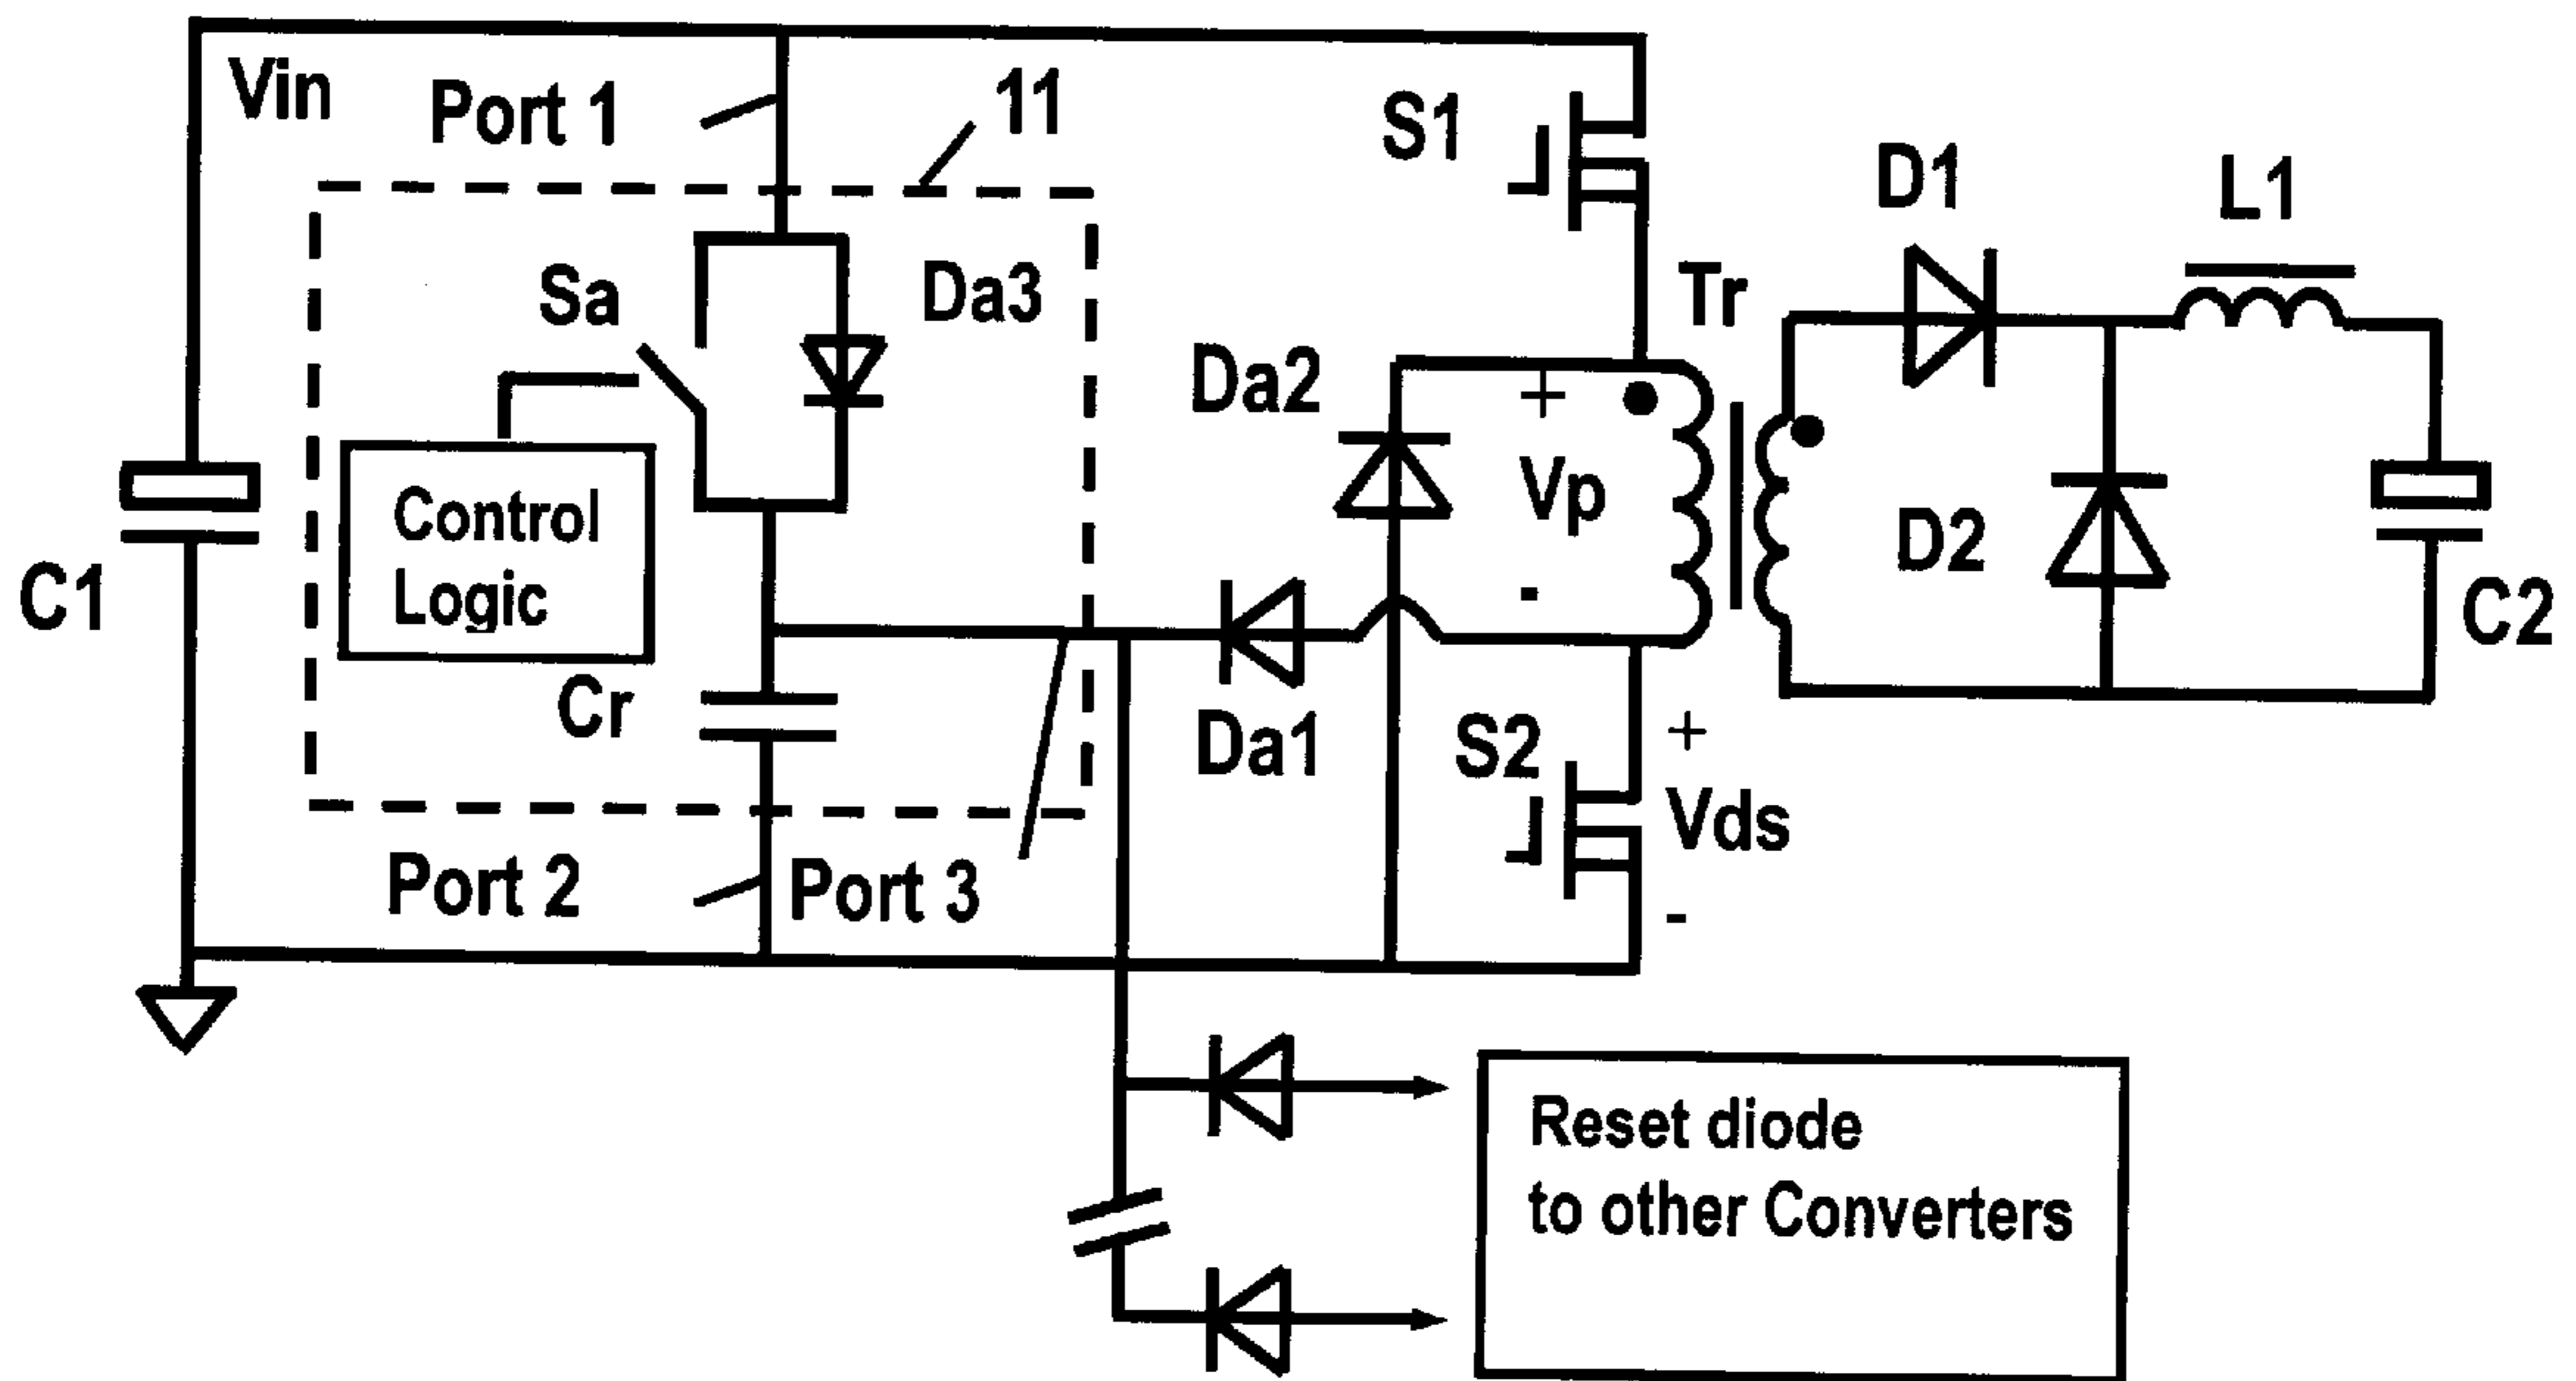 Vin
Port 1
11
S1
D1
L1
Sa
Da3
Tr
Da2
+
Vp
-
Control
Logic
C1
D2
C2
Cr
Da1
S2
+
Vds
-
Port 2
Port 3
Reset diode
to other Converters